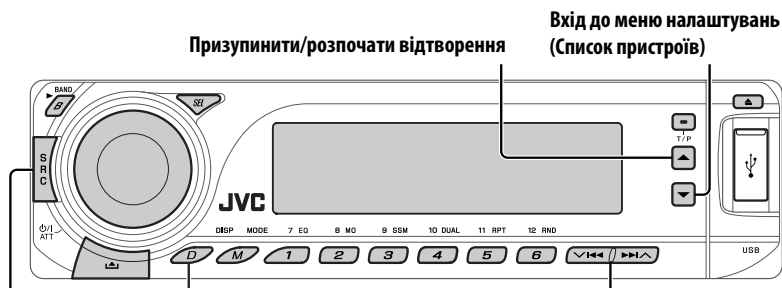 Вхід до меню налаштувань
(Список пристроїв)
Призупинити/розпочати відтворення
BAND
B
SEL
T/P
SRC
JVC
ATT
DISP MODE 7 EQ 8 MO 9 SSM 10 DUAL 11 RPT 12 RND
D M 1 2 3 4 5 6
USB